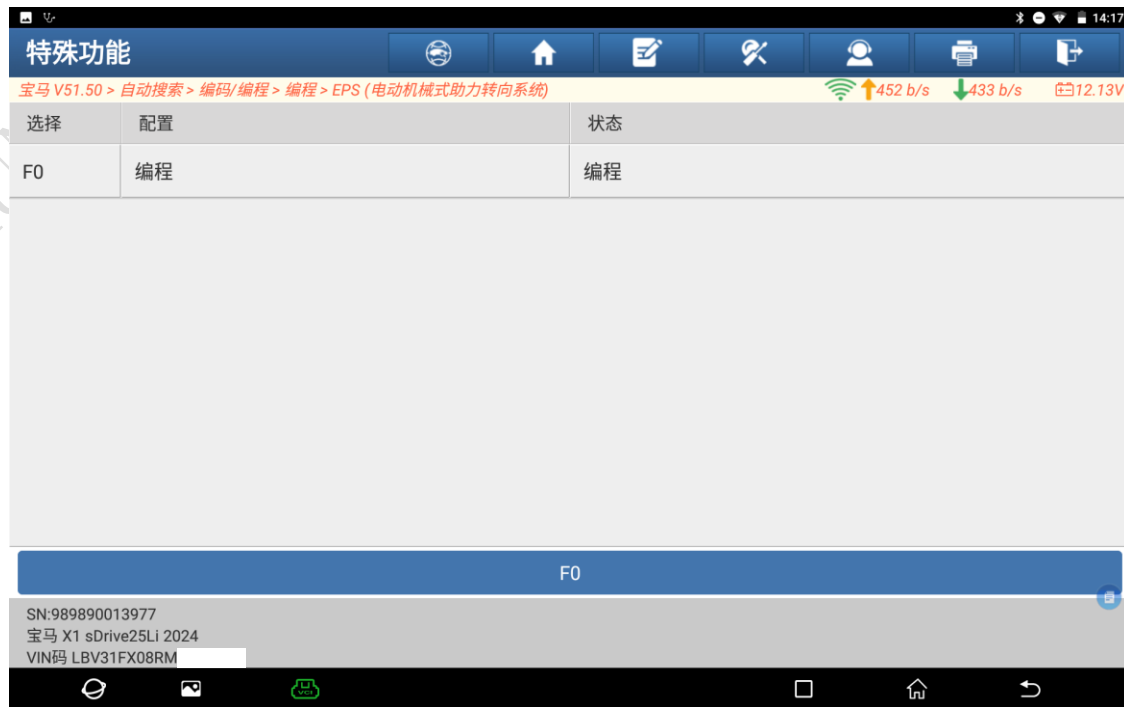 14:17
特殊功能
宝马 V51.50 > 自动搜索 > 编码/编程 > 编程 > EPS (电动机械式助力转向系统) 452 b/s 433 b/s 12.13V
选择 配置 状态
F0 编程 编程
F0
SN:989890013977
宝马 X1 sDrive25Li 2024
VIN码 LBV31FX08RM
VCI